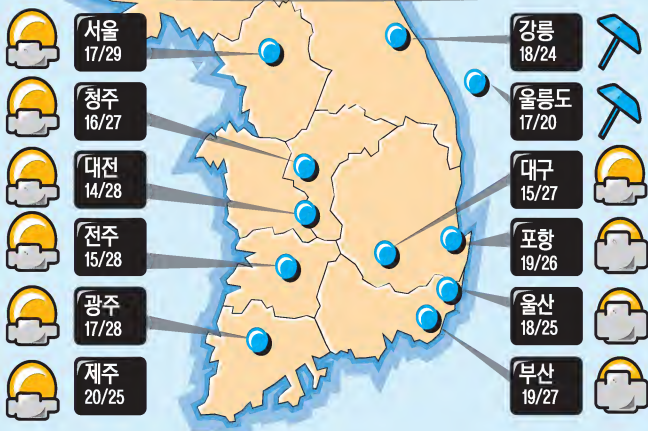 서울
17/29
청주
16/27
대전
14/28
전주
15/28
광주
17/28
제주
20/25
강릉
18/24
울릉도
17/20
대구
15/27
포항
19/26
울산
18/25
부산
19/27